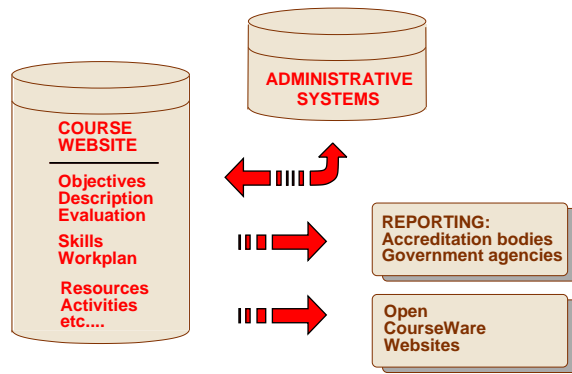 ADMINISTRATIVE
SYSTEMS
COURSE
WEBSITE
Objectives
Description
Evaluation
Skills
Workplan
Resources
Activities
etc....
REPORTING:
Accreditation bodies
Government agencies
Open
CourseWare
Websites